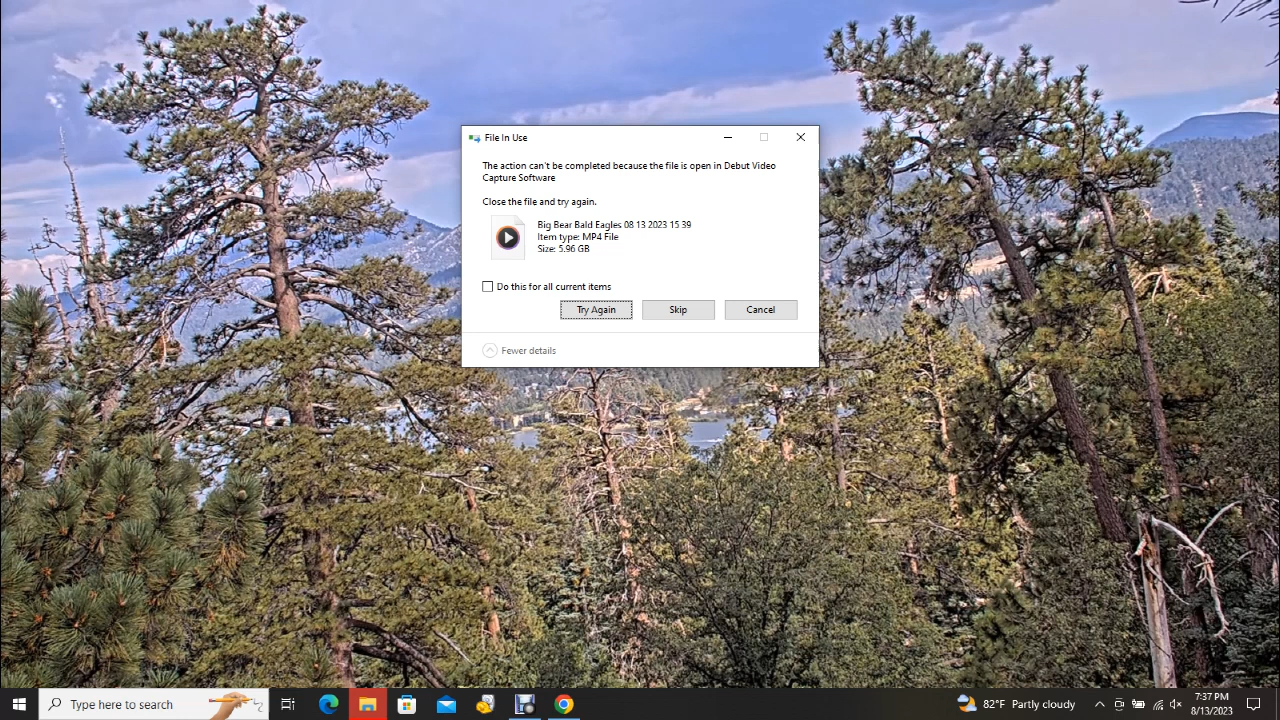 File In Use
The action can't be completed because the file is open in Debut Video
Capture Software
Close the file and try again.
Big Bear Bald Eagles 08 13 2023 15 39
Item type: MP4 File
Size: 5.96 GB
Do this for all current items
Try Again
Skip
Cancel
Fewer details
Type here to search
82°F Partly cloudy
7:37 PM
8/13/2023